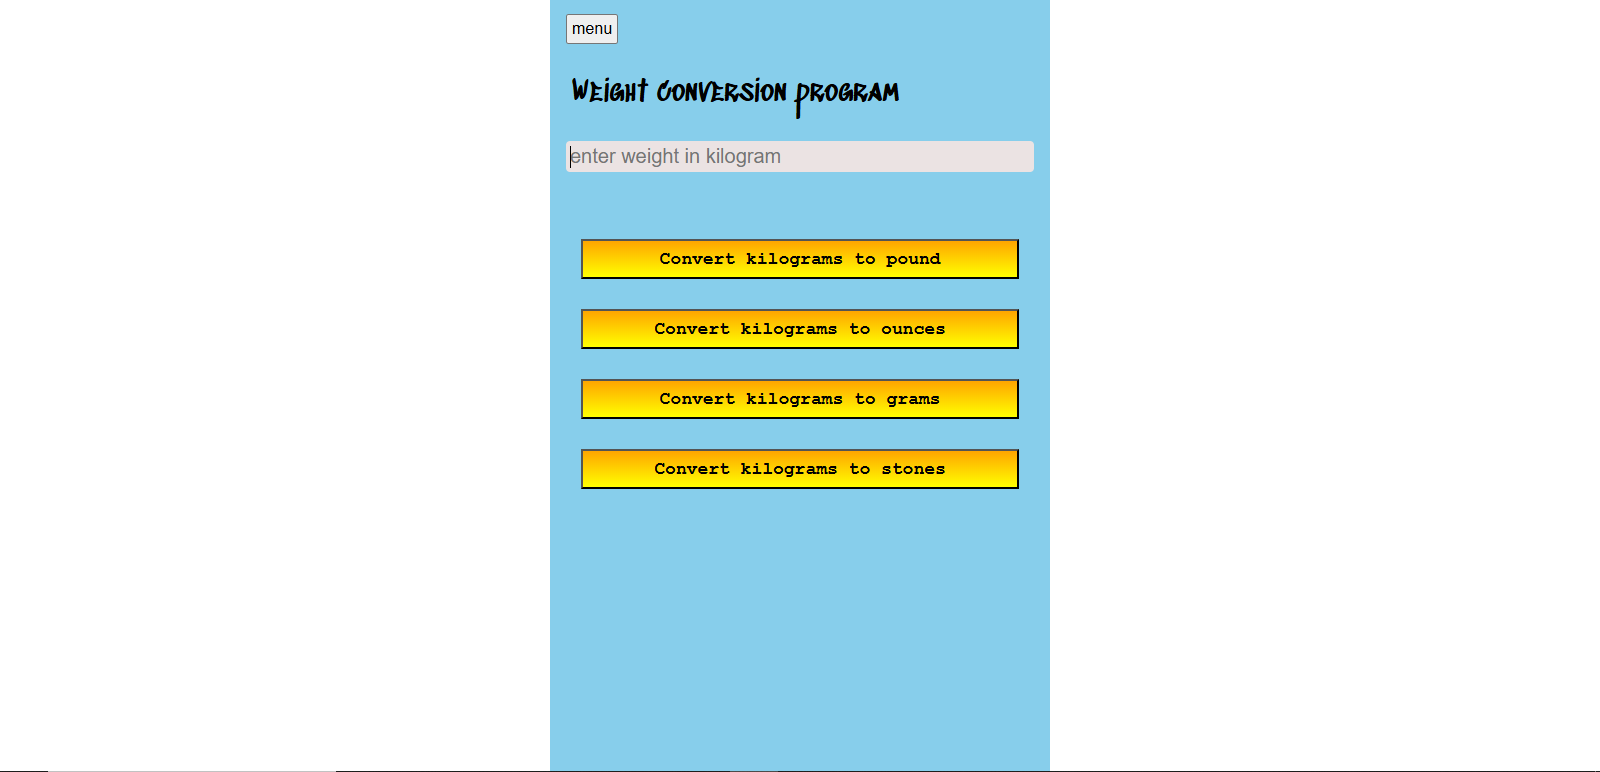 menu
Weight conversion program
enter weight in kilogram
Convert kilograms to pound
Convert kilograms to ounces
Convert kilograms to grams
Convert kilograms to stones